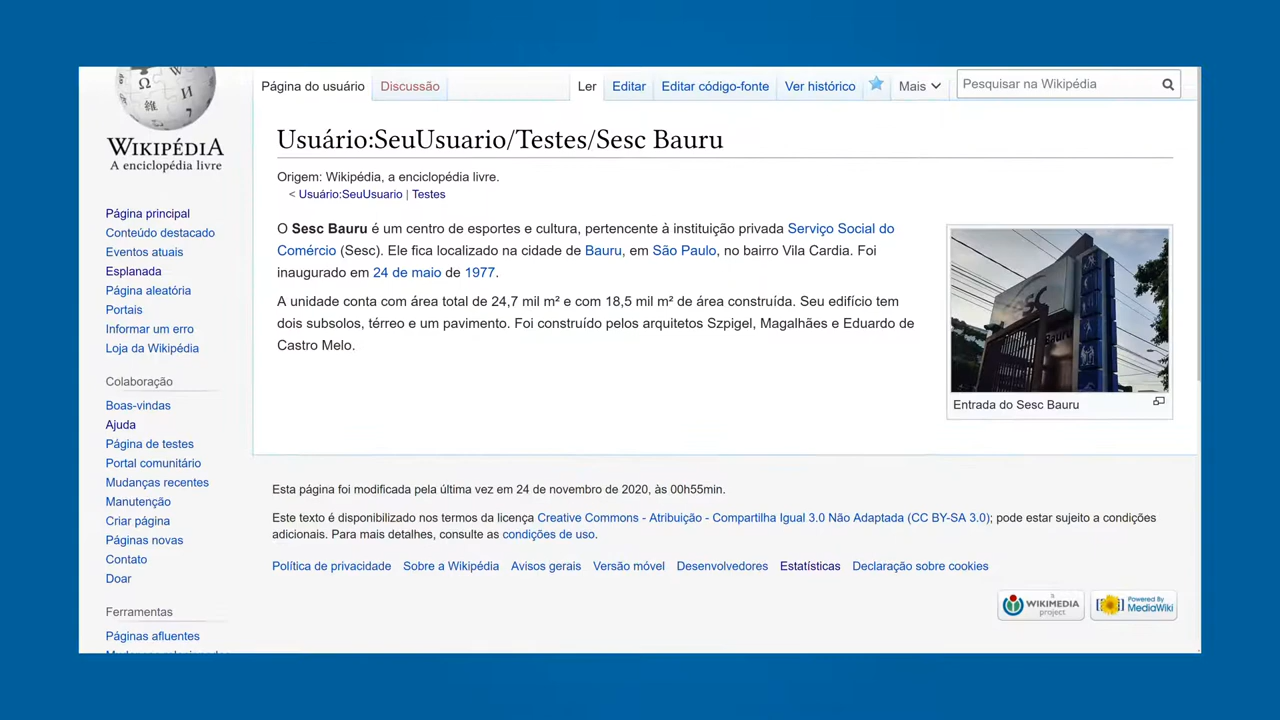 WIKIPÉDIA
A enciclopédia livre
Página do usuário
Discussão
Ler
Editar
Editar código-fonte
Ver histórico
Mais
Pesquisar na Wikipédia
Usuário:SeuUsuario/Testes/Sesc Bauru
Origem: Wikipédia, a enciclopédia livre.
< Usuário:SeuUsuario | Testes
O Sesc Bauru é um centro de esportes e cultura, pertencente à instituição privada Serviço Social do
Comércio (Sesc). Ele fica localizado na cidade de Bauru, em São Paulo, no bairro Vila Cardia. Foi
inaugurado em 24 de maio de 1977.
A unidade conta com área total de 24,7 mil m² e com 18,5 mil m² de área construída. Seu edifício tem
dois subsolos, térreo e um pavimento. Foi construído pelos arquitetos Szpigel, Magalhães e Eduardo de
Castro Melo.
Entrada do Sesc Bauru
Página principal
Conteúdo destacado
Eventos atuais
Esplanada
Página aleatória
Portais
Informar um erro
Loja da Wikipédia
Colaboração
Boas-vindas
Ajuda
Página de testes
Portal comunitário
Mudanças recentes
Manutenção
Criar página
Páginas novas
Contato
Doar
Ferramentas
Páginas afluentes
Esta página foi modificada pela última vez em 24 de novembro de 2020, às 00h55min.
Este texto é disponibilizado nos termos da licença Creative Commons - Atribuição - Compartilha Igual 3.0 Não Adaptada (CC BY-SA 3.0); pode estar sujeito a condições
adicionais. Para mais detalhes, consulte as condições de uso.
Política de privacidade
Sobre a Wikipédia
Avisos gerais
Versão móvel
Desenvolvedores
Estatísticas
Declaração sobre cookies
A
WIKIMEDIA
project
Powered By
MediaWiki